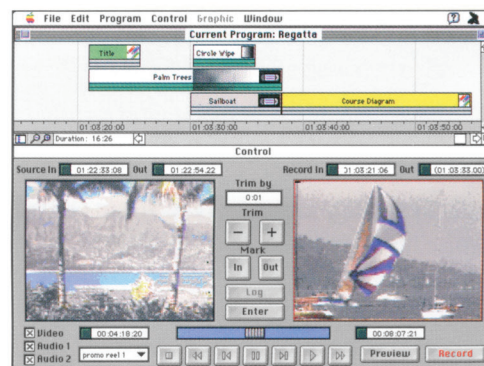 File Edit Program Control Graphic Window
Current Program: Regatta
Title
Circle Wipe
Palm Trees
Sailboat
Course Diagram
01:03:20:00 01:03:30:00 01:03:40:00 01:03:50:00
Duration: 16:26
Control
Source In 01:22:33:08 Out 01:22:54.22
Record In 01:03:21:06 Out 01:03:33.00
Trim by
0:01
Trim
− +
Mark
In Out
Log
Enter
Video 00:04:18:20 00:08:07:21
Audio 1
Audio 2
promo reel 1
Preview Record